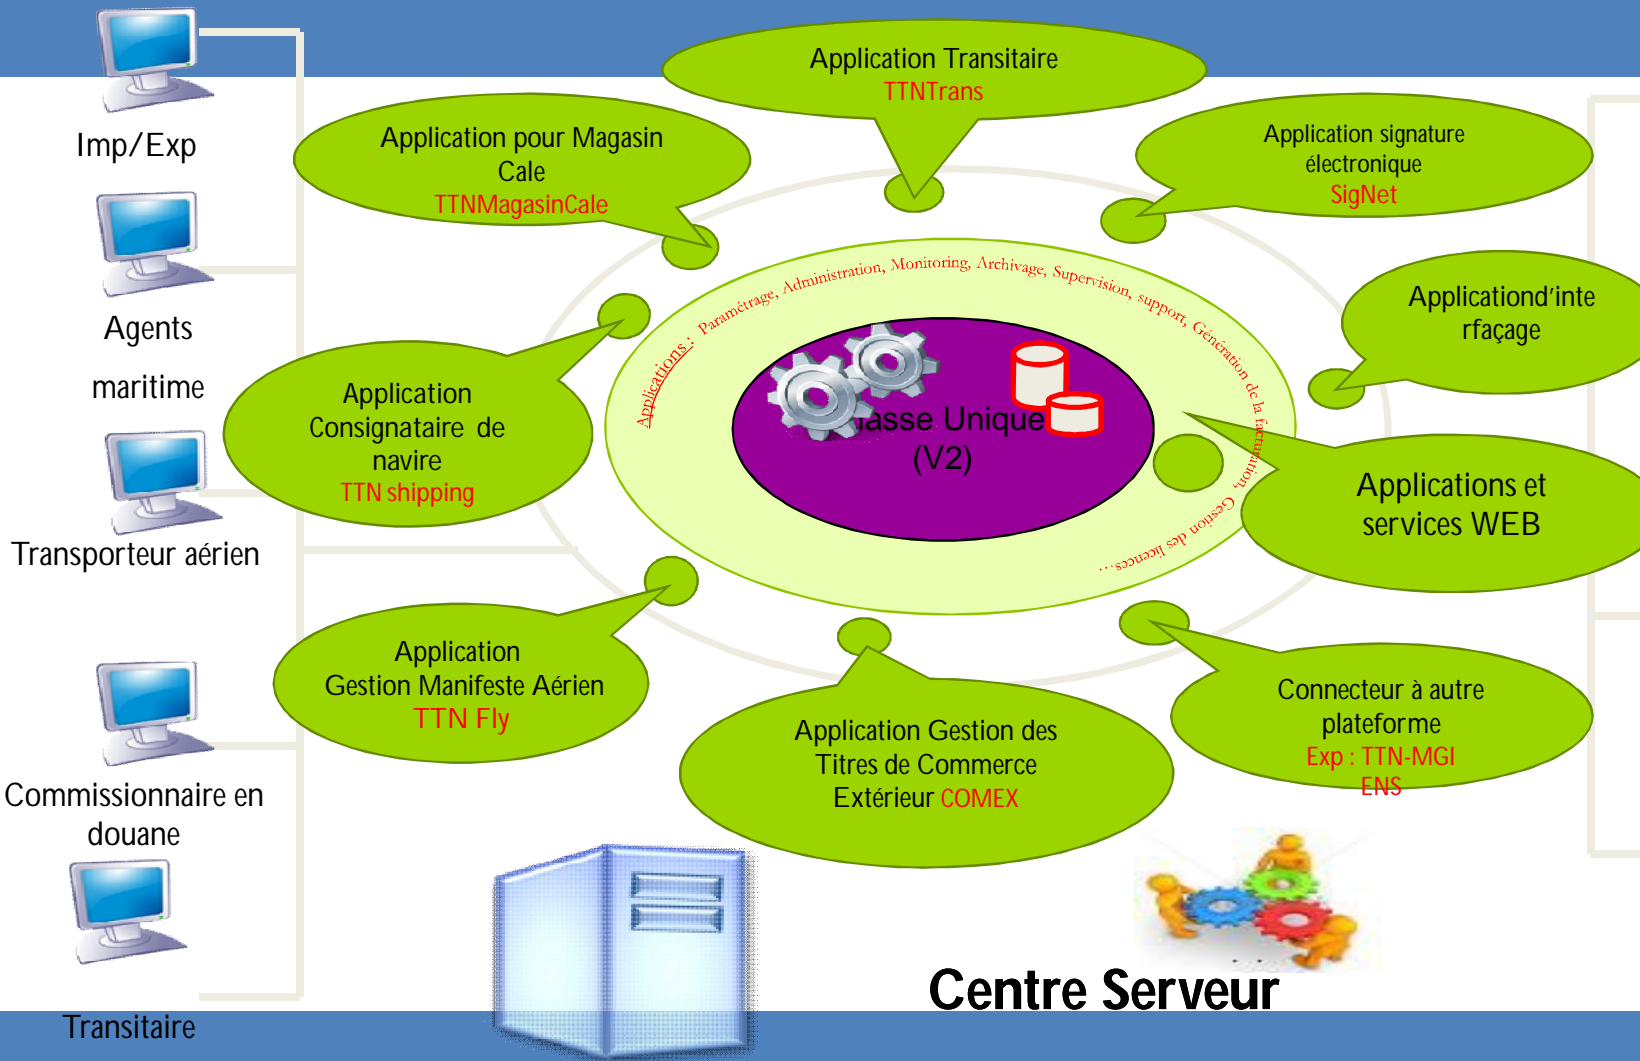 Application Transitaire
TTNTrans
Application pour Magasin
Cale
TTNMagasinCale
Application signature
électronique
SigNet
Imp/Exp
Agents
maritime
Transporteur aérien
Commissionnaire en
douane
Transitaire
Applications : Paramétrage, Administration, Monitoring, Archivage, Supervision, support, Génération de la facturation, Gestion des licences…
Applicationd'inte
rfaçage
Application
Consignataire de
navire
TTN shipping
Unique
(V2)
Applications et
services WEB
Application
Gestion Manifeste Aérien
TTN Fly
Application Gestion des
Titres de Commerce
Extérieur COMEX
Connecteur à autre
plateforme
Exp : TTN-MGI
ENS
Centre Serveur